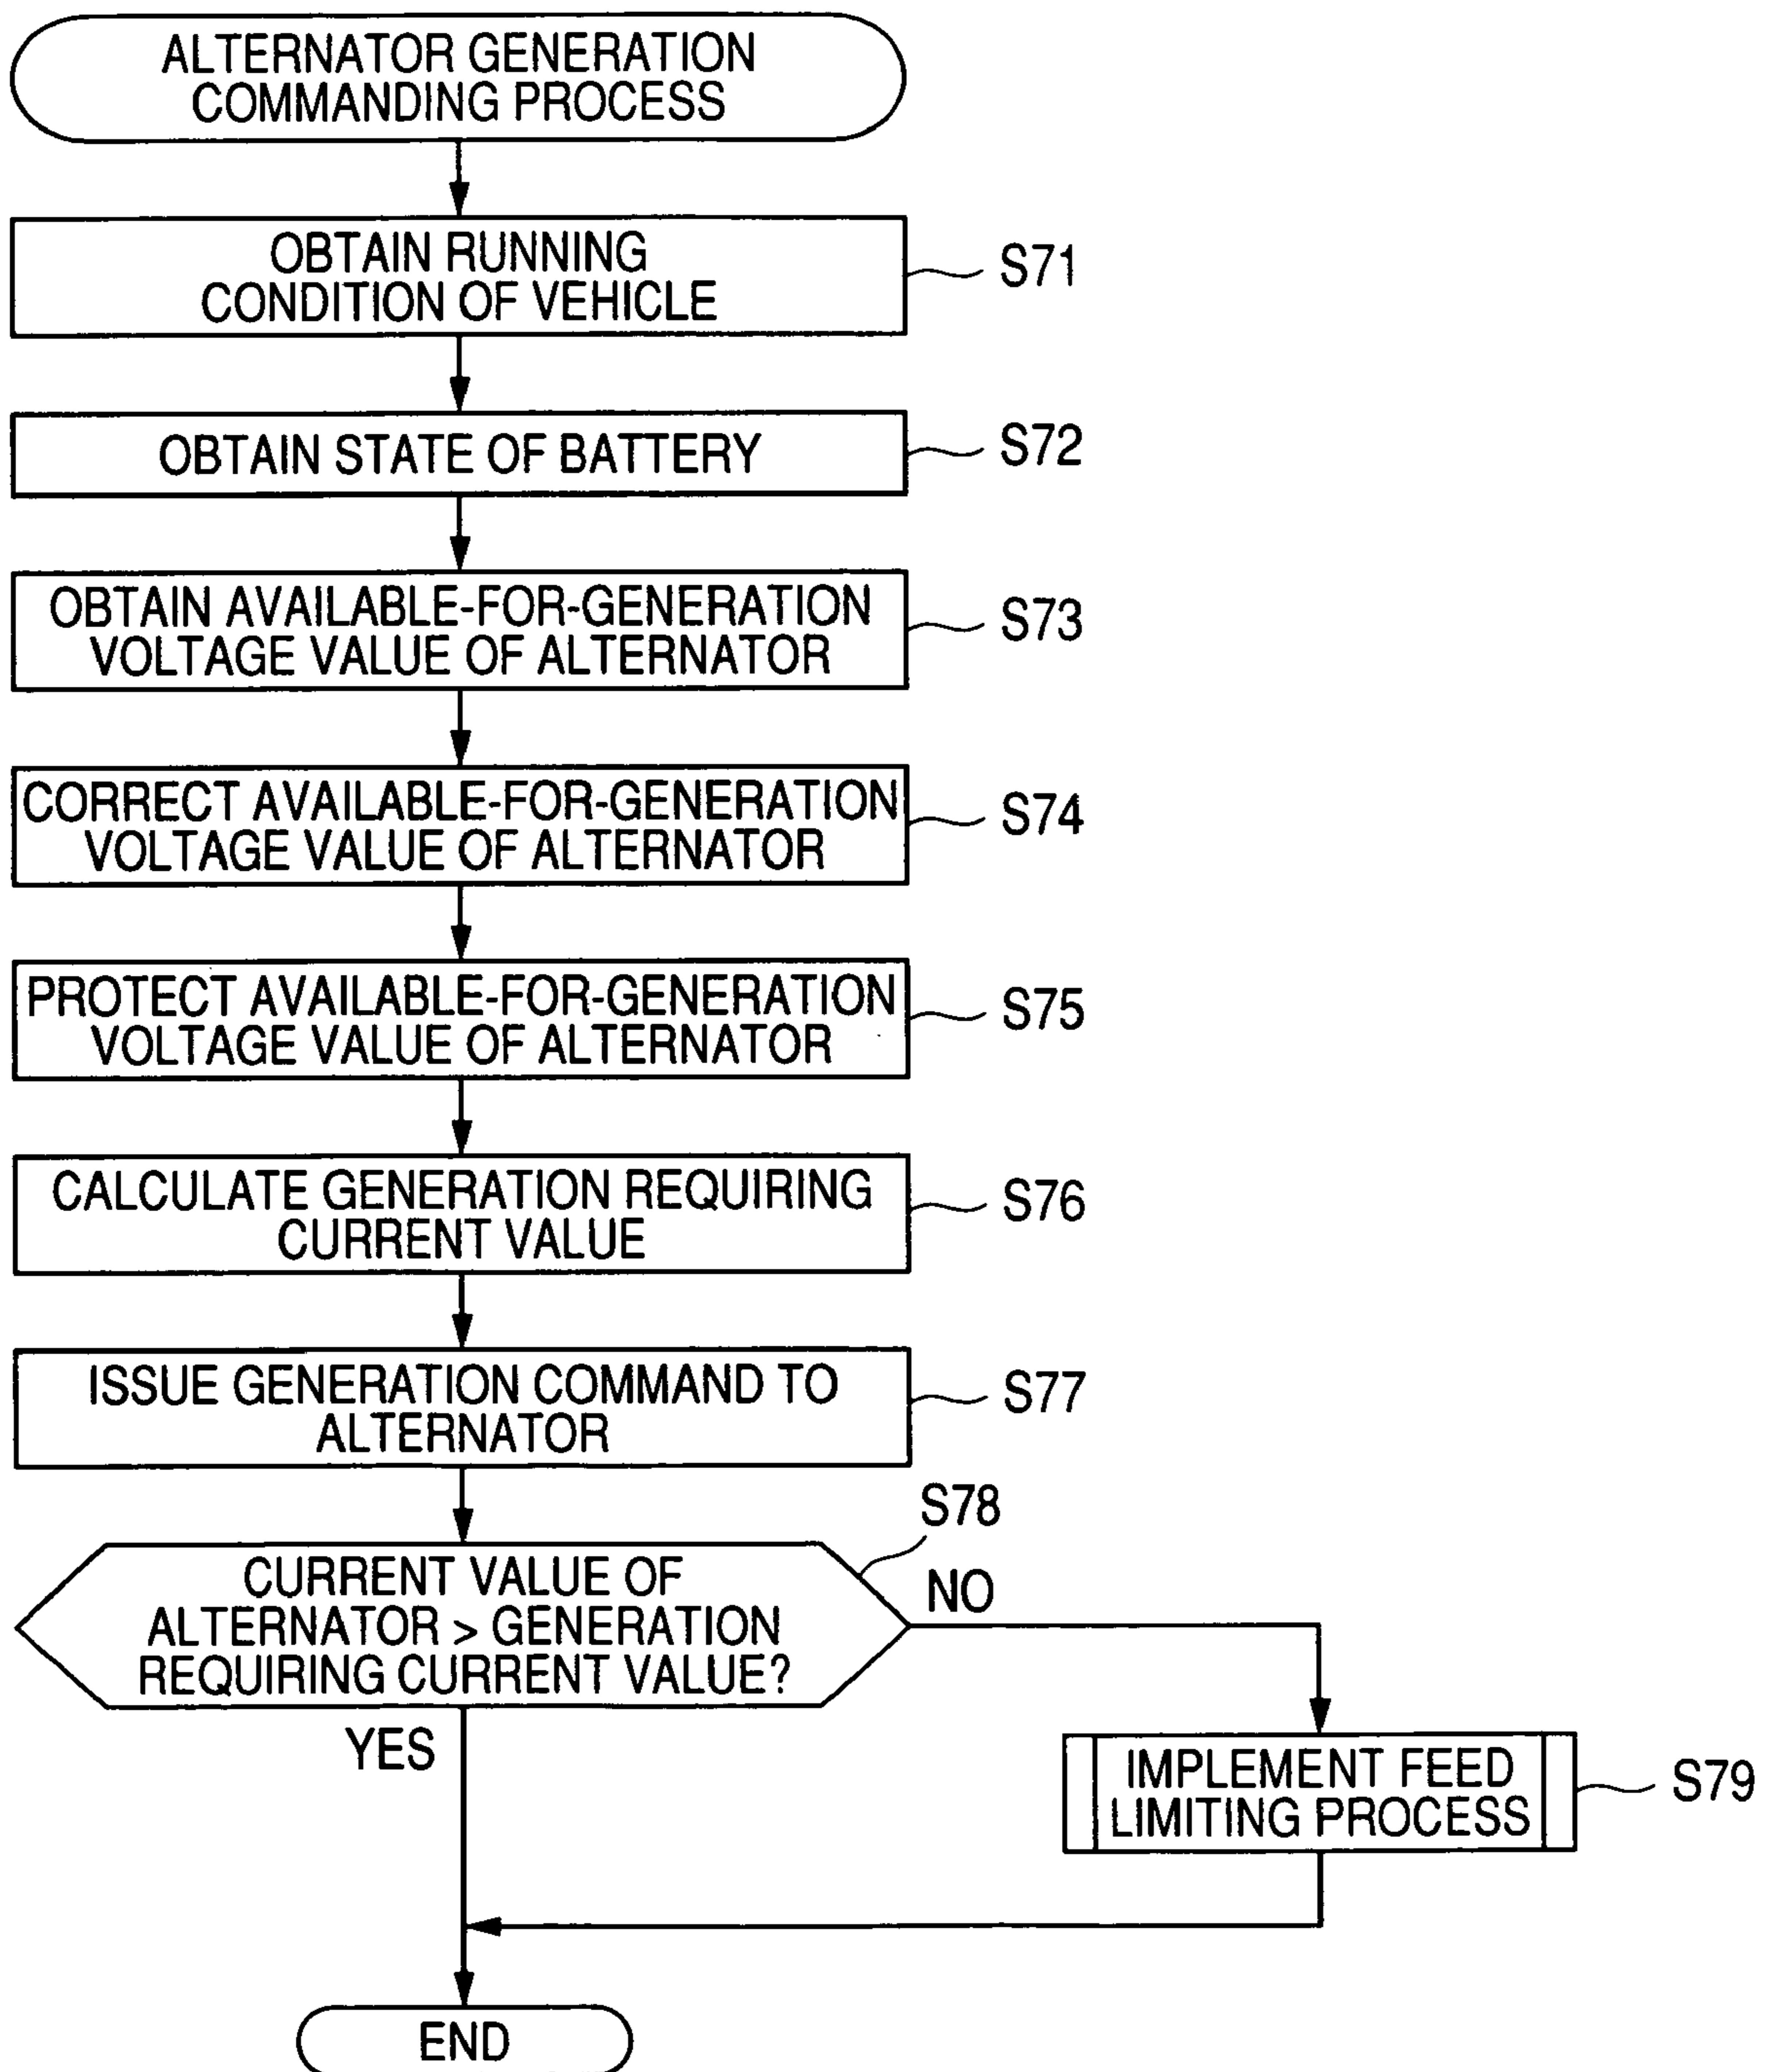 ALTERNATOR GENERATION
COMMANDING PROCESS
OBTAIN RUNNING
CONDITION OF VEHICLE
S71
OBTAIN STATE OF BATTERY
S72
OBTAIN AVAILABLE-FOR-GENERATION
VOLTAGE VALUE OF ALTERNATOR
S73
CORRECT AVAILABLE-FOR-GENERATION
VOLTAGE VALUE OF ALTERNATOR
S74
PROTECT AVAILABLE-FOR-GENERATION
VOLTAGE VALUE OF ALTERNATOR
S75
CALCULATE GENERATION REQUIRING
CURRENT VALUE
S76
ISSUE GENERATION COMMAND TO
ALTERNATOR
S77
S78
CURRENT VALUE OF
ALTERNATOR > GENERATION
REQUIRING CURRENT VALUE?
NO
YES
IMPLEMENT FEED
LIMITING PROCESS
S79
END